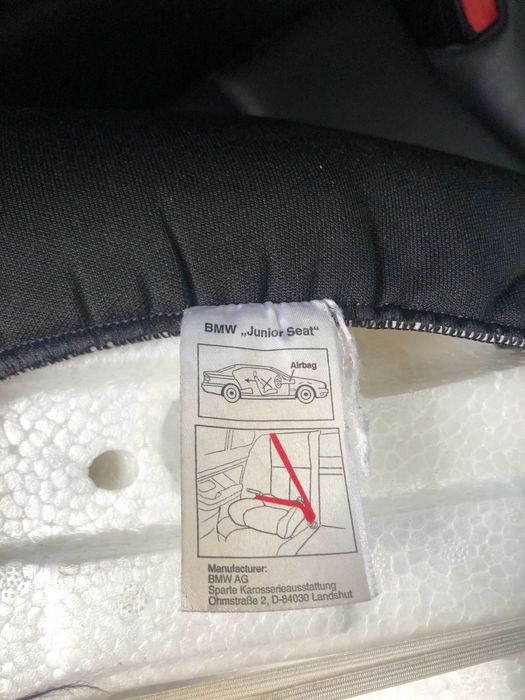 BMW „Junior Seat“
Airbag
Manufacturer:
BMW AG
Sparte Karosserieausstattung
Ohmstraße 2, D-84030 Landshut